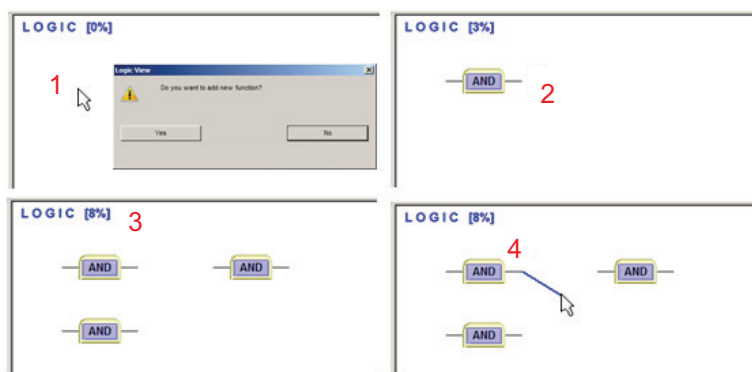 LOGIC [0%]
1
Logic View
Do you want to add new function?
Yes
No
LOGIC [3%]
AND
2
LOGIC [8%]
3
AND
AND
AND
LOGIC [8%]
4
AND
AND
AND